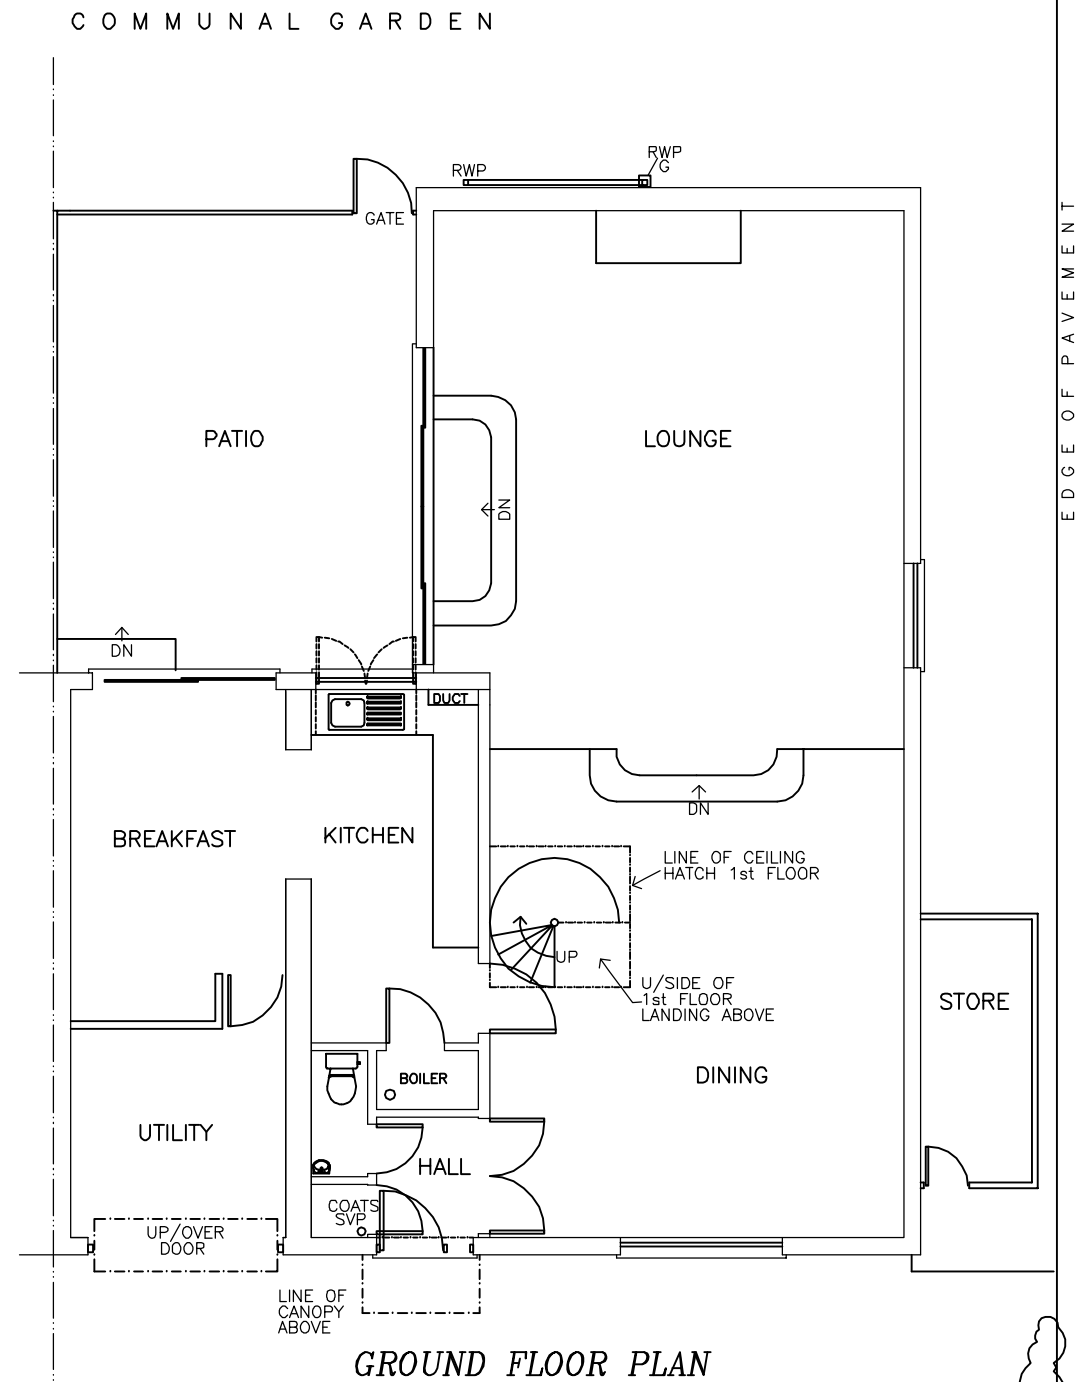 COMMUNAL GARDEN
RWP
RWP
G
GATE
EDGE OF PAVEMENT
PATIO
LOUNGE
DN
DN
DUCT
DN
BREAKFAST
KITCHEN
LINE OF CEILING
HATCH 1st FLOOR
UP
U/SIDE OF
1st FLOOR
LANDING ABOVE
STORE
BOILER
DINING
UTILITY
HALL
COATS
SVP
UP/OVER
DOOR
LINE OF
CANOPY
ABOVE
GROUND FLOOR PLAN